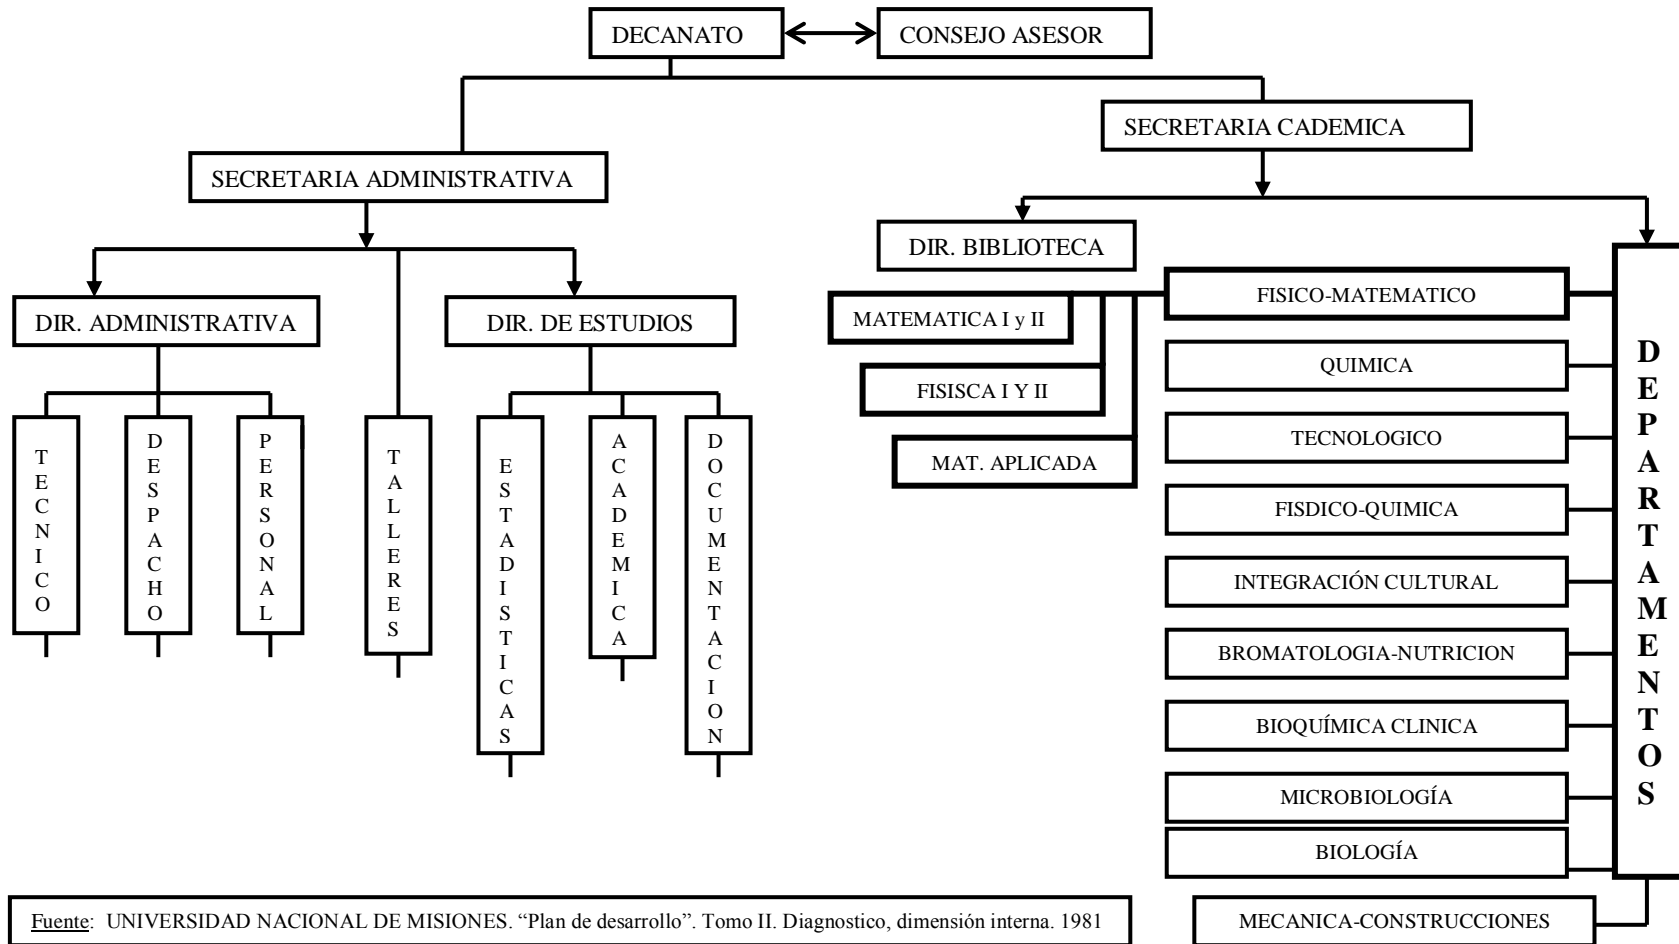 DECANATO
CONSEJO ASESOR
SECRETARIA CADEMICA
SECRETARIA ADMINISTRATIVA
DIR. BIBLIOTECA
DIR. ADMINISTRATIVA
DIR. DE ESTUDIOS
TECNICO
DESPACHO
PERSONAL
TALLERES
ESTADISTICAS
ACADEMICA
DOCUMENTACION
MATEMATICA I y II
FISISCA I Y II
MAT. APLICADA
DEPARTAMENTOS
FISICO-MATEMATICO
QUIMICA
TECNOLOGICO
FISDICO-QUIMICA
INTEGRACIÓN CULTURAL
BROMATOLOGIA-NUTRICION
BIOQUÍMICA CLINICA
MICROBIOLOGÍA
BIOLOGÍA
MECANICA-CONSTRUCCIONES
Fuente: UNIVERSIDAD NACIONAL DE MISIONES. “Plan de desarrollo”. Tomo II. Diagnostico, dimensión interna. 1981